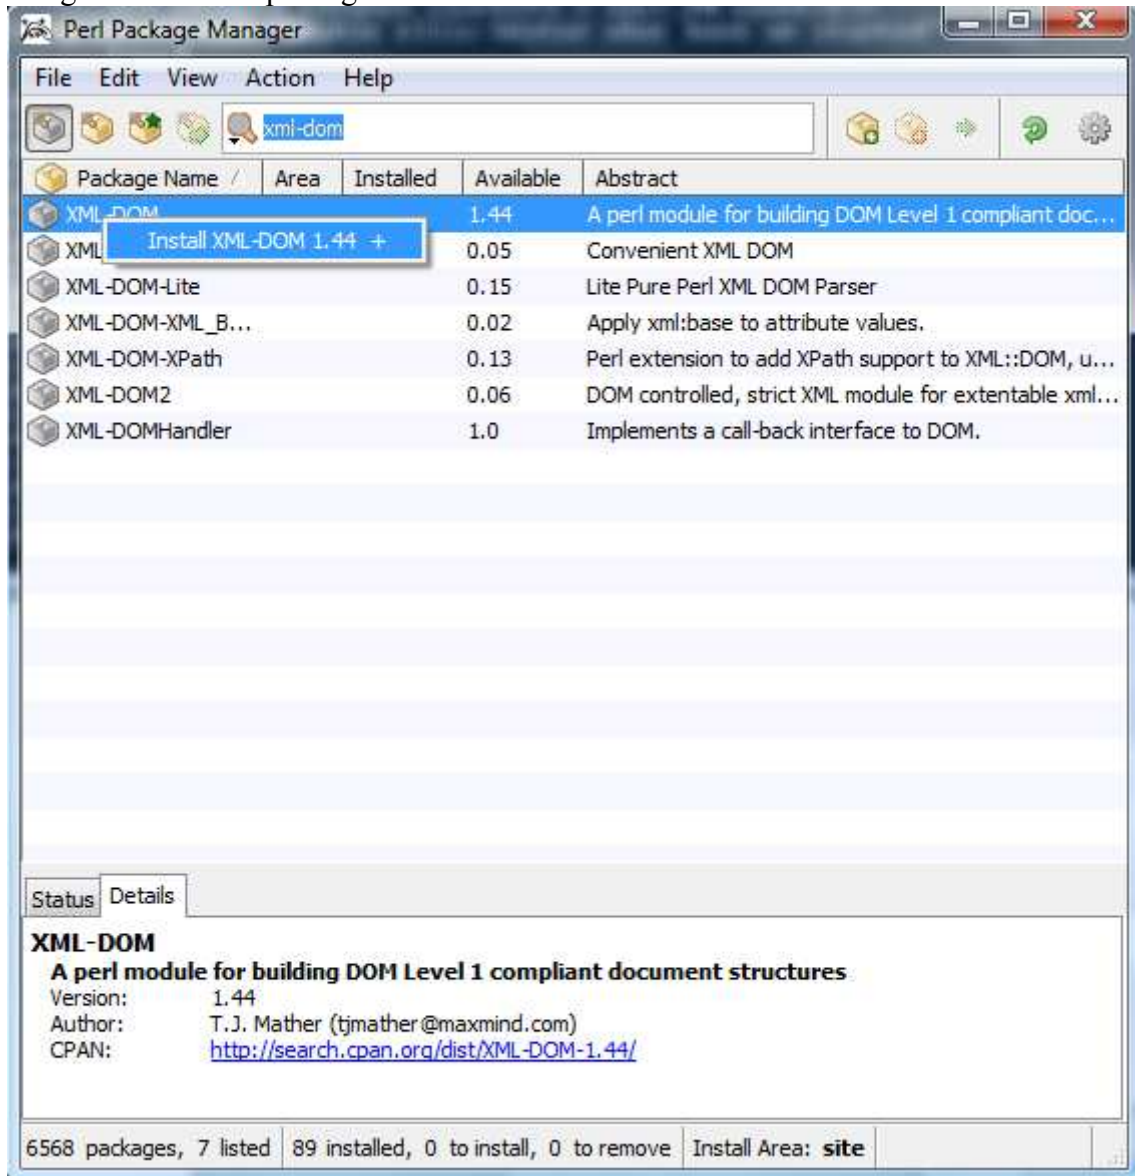 Perl Package Manager
File Edit View Action Help
xml-dom
Package Name / Area Installed Available Abstract
XML-DOM 1.44 A perl module for building DOM Level 1 compliant doc...
Install XML-DOM 1.44 +
XML 0.05 Convenient XML DOM
XML-DOM-Lite 0.15 Lite Pure Perl XML DOM Parser
XML-DOM-XML_B... 0.02 Apply xml:base to attribute values.
XML-DOM-XPath 0.13 Perl extension to add XPath support to XML::DOM, u...
XML-DOM2 0.06 DOM controlled, strict XML module for extentable xml...
XML-DOMHandler 1.0 Implements a call-back interface to DOM.
Status Details
XML-DOM
A perl module for building DOM Level 1 compliant document structures
Version: 1.44
Author: T.J. Mather (tjmather@maxmind.com)
CPAN: http://search.cpan.org/dist/XML-DOM-1.44/
6568 packages, 7 listed 89 installed, 0 to install, 0 to remove Install Area: site